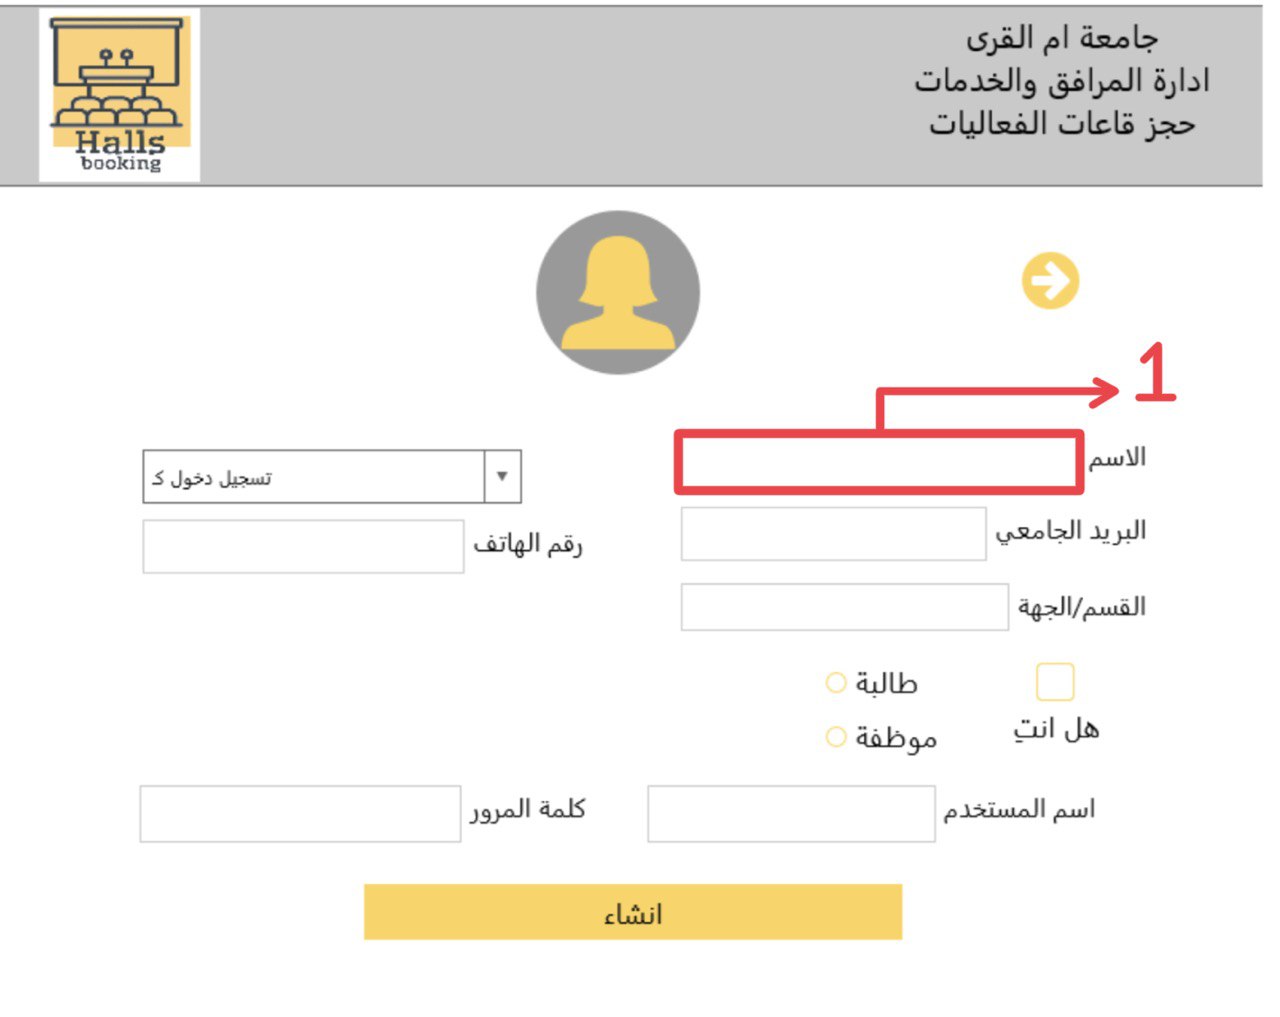 جامعة ام القرى
ادارة المرافق والخدمات
حجز قاعات الفعاليات
Halls
booking
1
الاسم
تسجيل دخول كـ
البريد الجامعي
رقم الهاتف
القسم/الجهة
هل انتِ
طالبة
موظفة
اسم المستخدم
كلمة المرور
انشاء